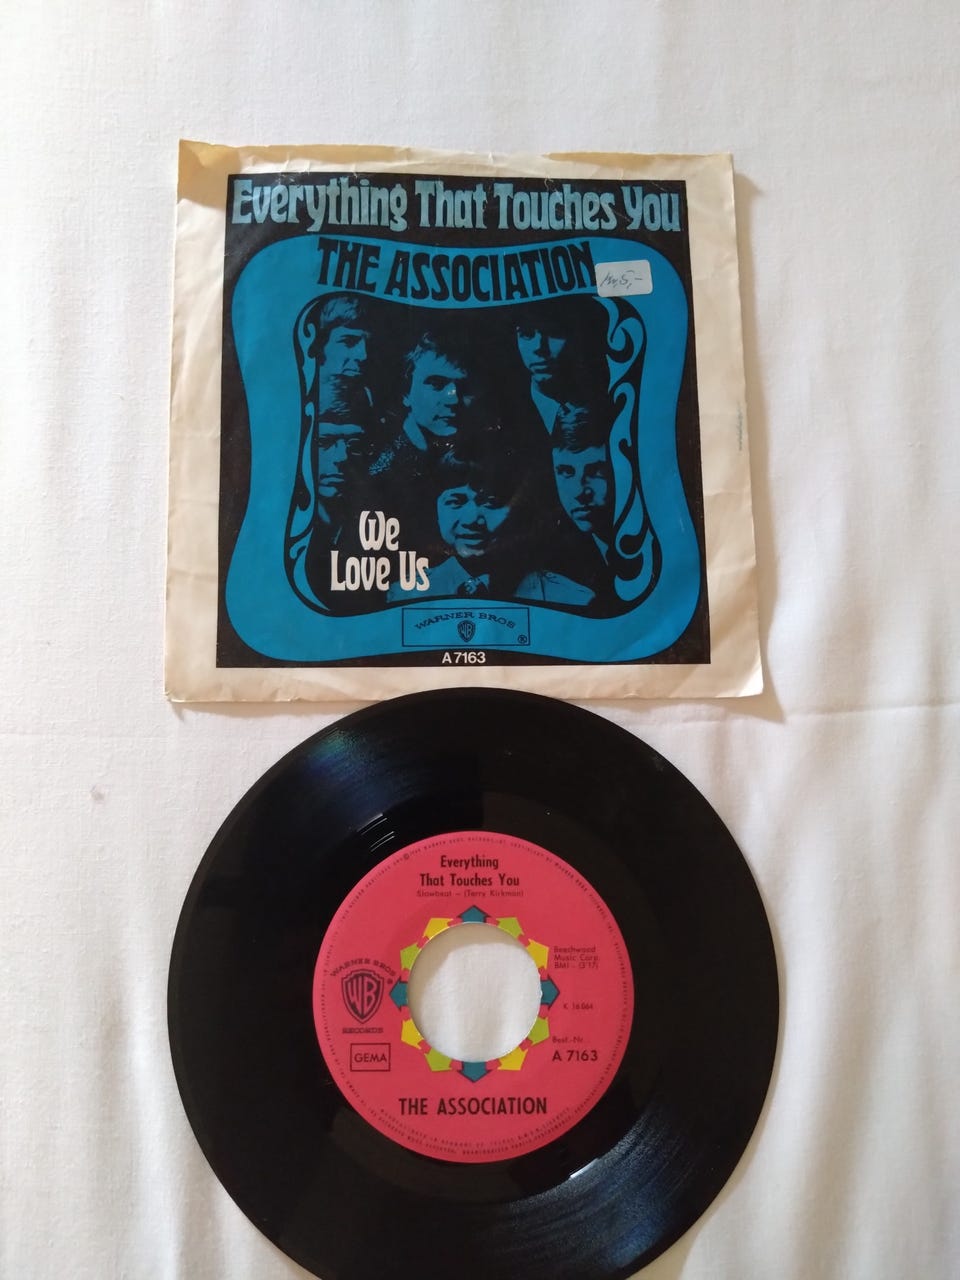 Everything That Touches You
THE ASSOCIATION
We
Love Us
WARNER BROS
WB
®
A 7163
Everything
That Touches You
Slowbeat – (Terry Kirkman)
Beechwood
Music Corp.
BMI – (3'17)
WARNER BROS
®
WB
RECORDS
K 16 064
GEMA
Best.-Nr.
A 7163
THE ASSOCIATION